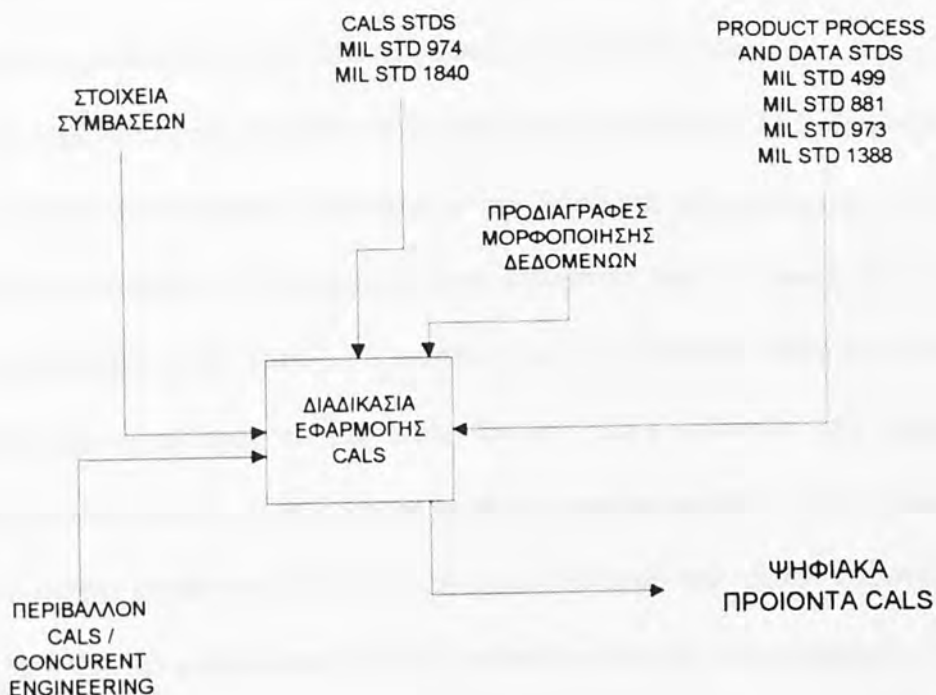 CALS STDS
MIL STD 974
MIL STD 1840
PRODUCT PROCESS
AND DATA STDS
MIL STD 499
MIL STD 881
MIL STD 973
MIL STD 1388
ΣΤΟΙΧΕΙΑ
ΣΥΜΒΑΣΕΩΝ
ΠΡΟΔΙΑΓΡΑΦΕΣ
ΜΟΡΦΟΠΟΙΗΣΗΣ
ΔΕΔΟΜΕΝΩΝ
ΔΙΑΔΙΚΑΣΙΑ
ΕΦΑΡΜΟΓΗΣ
CALS
ΨΗΦΙΑΚΑ
ΠΡΟΙΟΝΤΑ CALS
ΠΕΡΙΒΑΛΛΟΝ
CALS /
CONCURENT
ENGINEERING